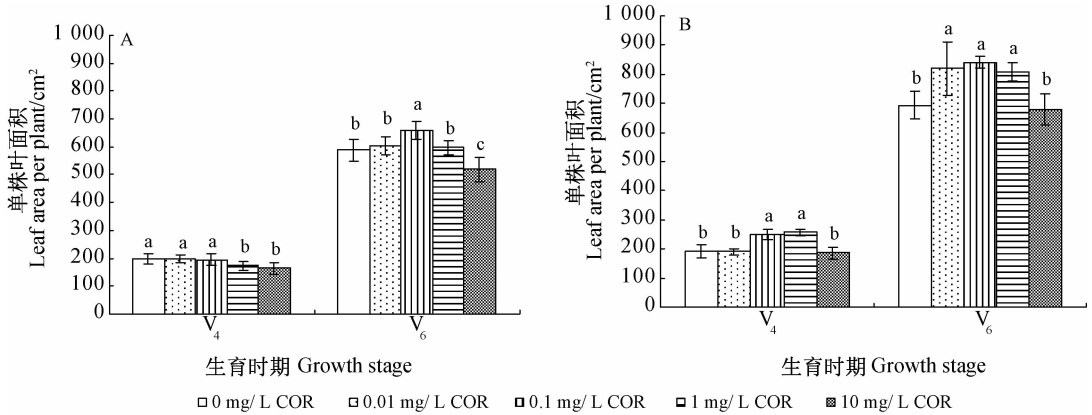 A
1 000
900
800
700
600
500
400
300
200
100
0
单株叶面积
Leaf area per plant/cm²
a a a b b
b b a b c
V₄ V₆
生育时期 Growth stage
B
1 000
900
800
700
600
500
400
300
200
100
0
单株叶面积
Leaf area per plant/cm²
b b a a b
b a a a b
V₄ V₆
生育时期 Growth stage
0 mg/ L COR 0.01 mg/ L COR 0.1 mg/ L COR 1 mg/ L COR 10 mg/ L COR